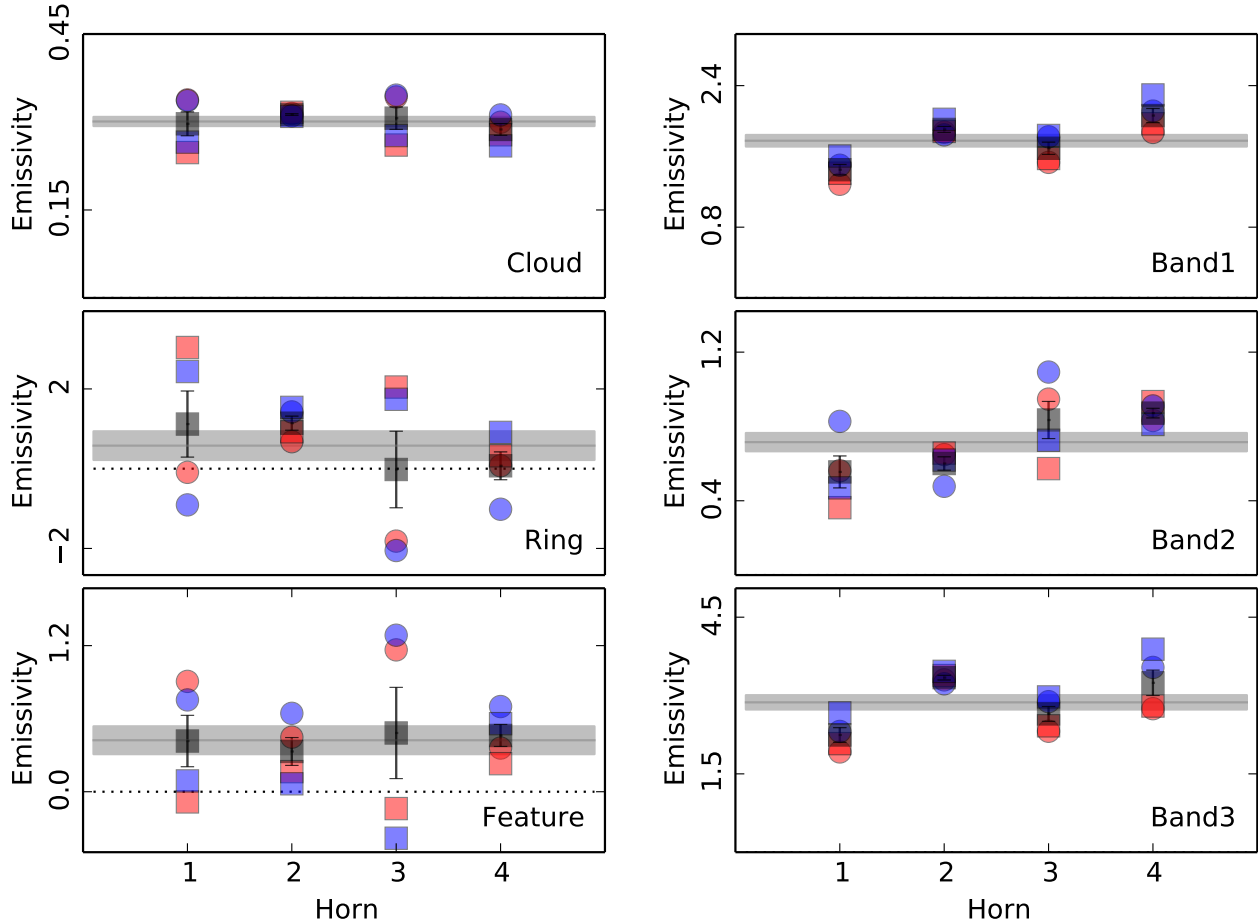 Emissivity
0.45
0.15
Cloud
Emissivity
2.4
0.8
Band1
Emissivity
2
−2
Ring
Emissivity
1.2
0.4
Band2
Emissivity
1.2
0.0
Feature
1 2 3 4
Horn
Emissivity
4.5
1.5
Band3
1 2 3 4
Horn